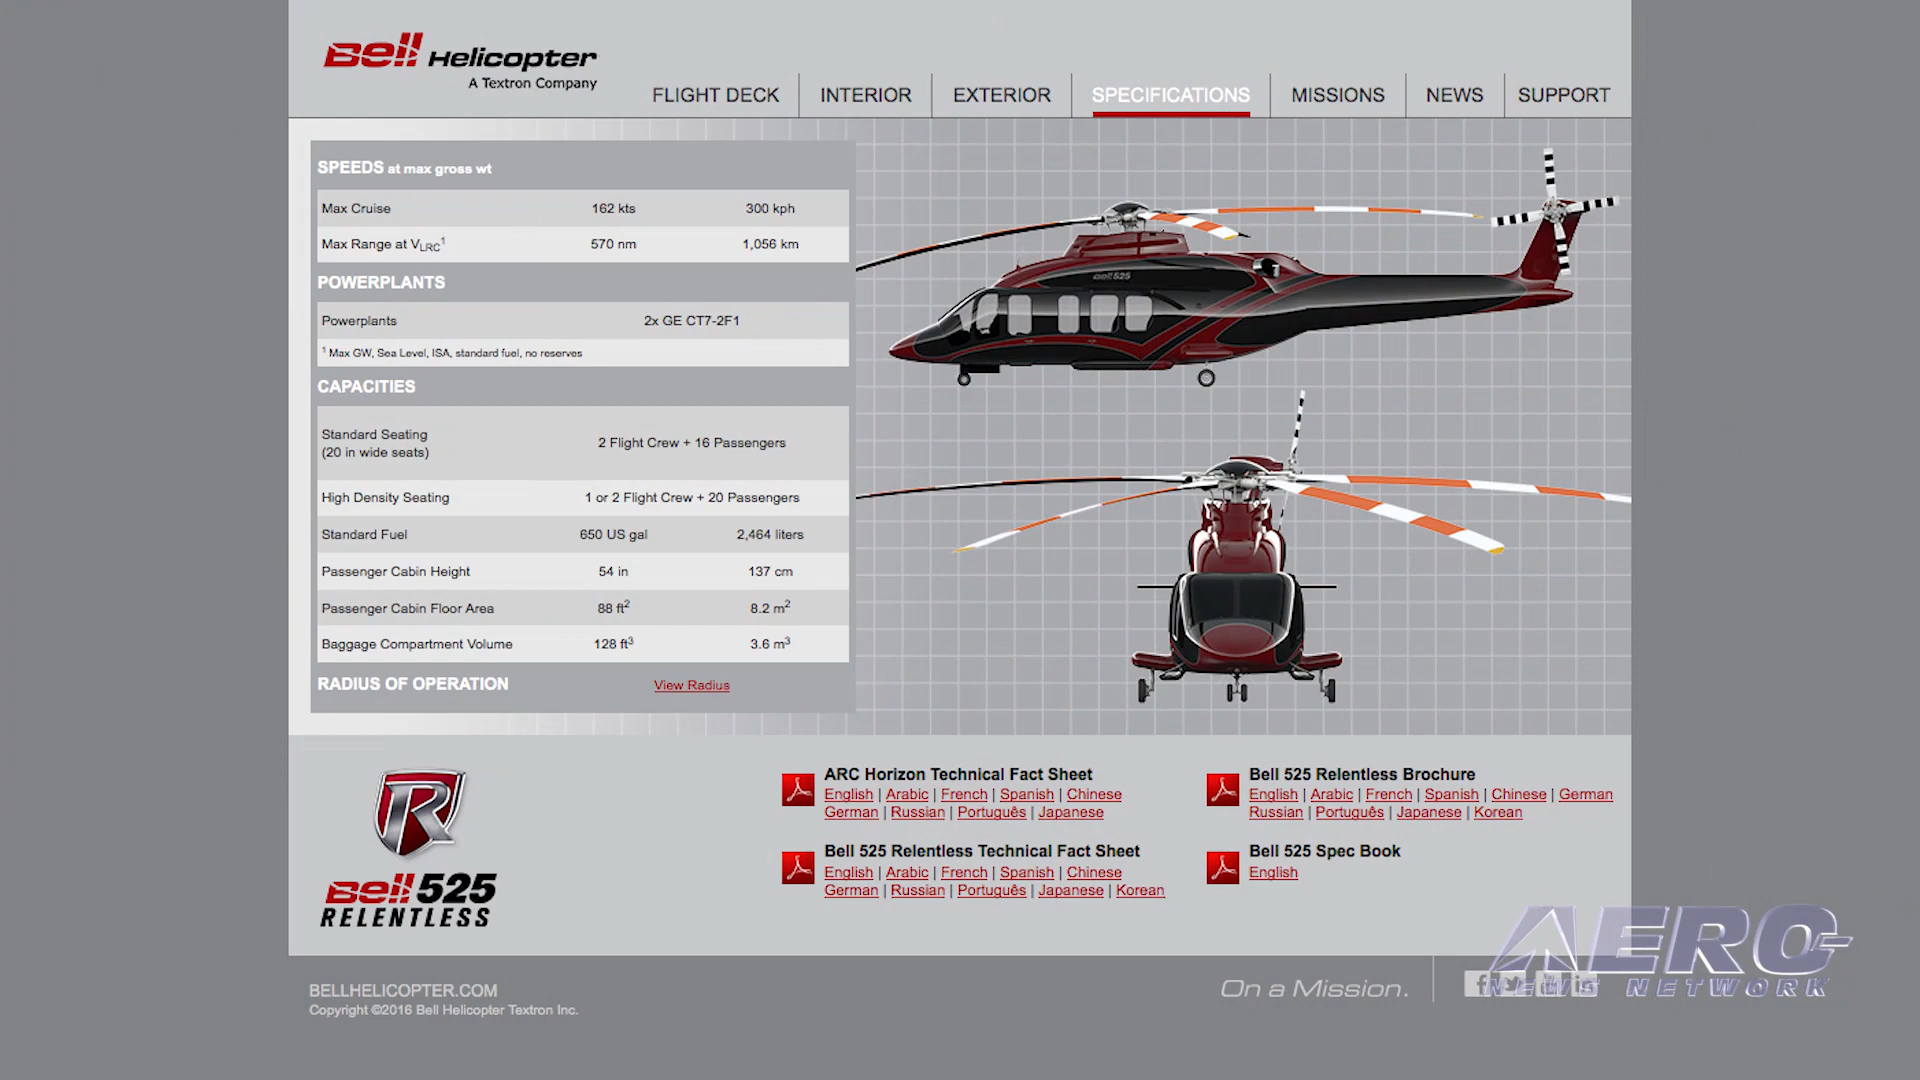 Bell Helicopter
A Textron Company
FLIGHT DECK
INTERIOR
EXTERIOR
SPECIFICATIONS
MISSIONS
NEWS
SUPPORT
SPEEDS at max gross wt
Max Cruise 162 kts 300 kph
Max Range at VLRC¹ 570 nm 1,056 km
POWERPLANTS
Powerplants 2x GE CT7-2F1
¹ Max GW, Sea Level, ISA, standard fuel, no reserves
CAPACITIES
Standard Seating
(20 in wide seats)
2 Flight Crew + 16 Passengers
High Density Seating 1 or 2 Flight Crew + 20 Passengers
Standard Fuel 650 US gal 2,464 liters
Passenger Cabin Height 54 in 137 cm
Passenger Cabin Floor Area 88 ft² 8.2 m²
Baggage Compartment Volume 128 ft³ 3.6 m³
RADIUS OF OPERATION View Radius
Bell 525
R
Bell 525
RELENTLESS
ARC Horizon Technical Fact Sheet
English | Arabic | French | Spanish | Chinese
German | Russian | Português | Japanese
Bell 525 Relentless Technical Fact Sheet
English | Arabic | French | Spanish | Chinese
German | Russian | Português | Japanese | Korean
Bell 525 Relentless Brochure
English | Arabic | French | Spanish | Chinese | German
Russian | Português | Japanese | Korean
Bell 525 Spec Book
English
BELLHELICOPTER.COM
Copyright ©2016 Bell Helicopter Textron Inc.
On a Mission.
AERO-
NEWS NETWORK